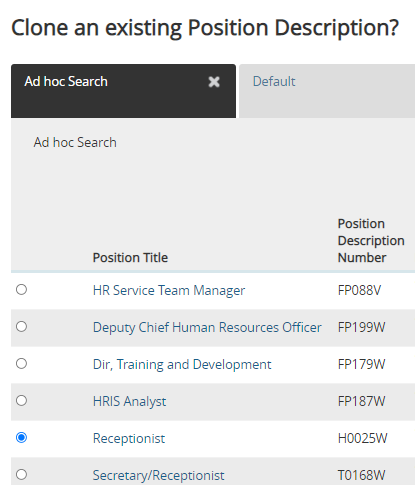 Clone an existing Position Description?
Ad hoc Search
Default
Ad hoc Search
Position Title
Position
Description
Number
HR Service Team Manager FP088V
Deputy Chief Human Resources Officer FP199W
Dir, Training and Development FP179W
HRIS Analyst FP187W
Receptionist H0025W
Secretary/Receptionist T0168W